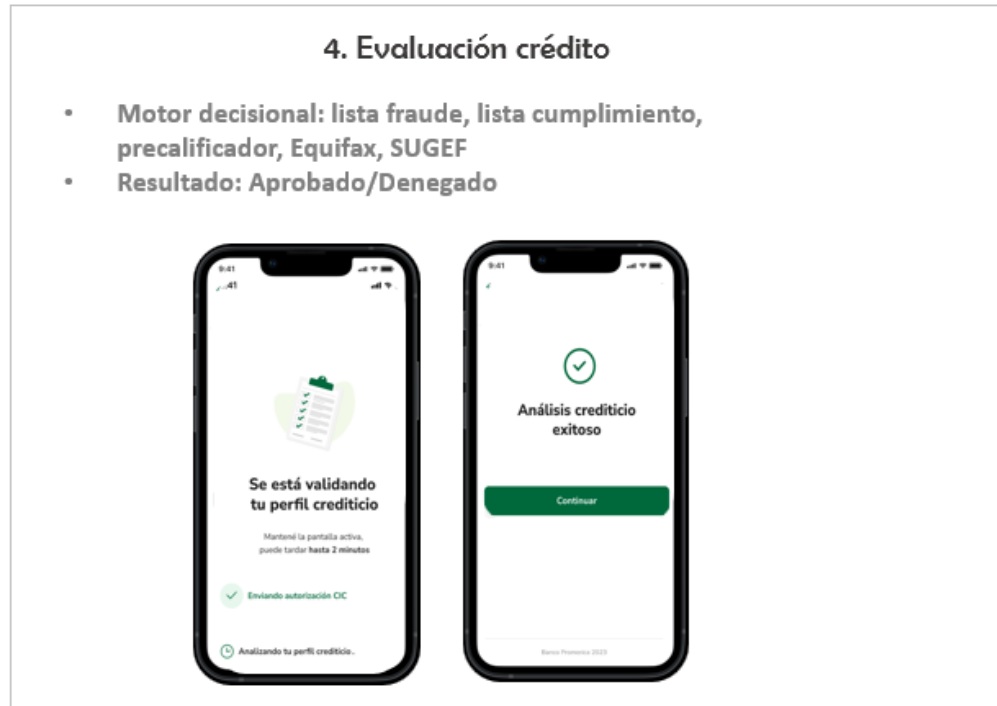 4. Evaluación crédito
• Motor decisional: lista fraude, lista cumplimiento,
precalificador, Equifax, SUGEF
• Resultado: Aprobado/Denegado
9:41
41
Se está validando
tu perfil crediticio
Mantené la pantalla activa,
puede tardar hasta 2 minutos
Enviando autorización CIC
Analizando tu perfil crediticio.
9:41
Análisis crediticio
exitoso
Continuar
Banco Promerica 2023